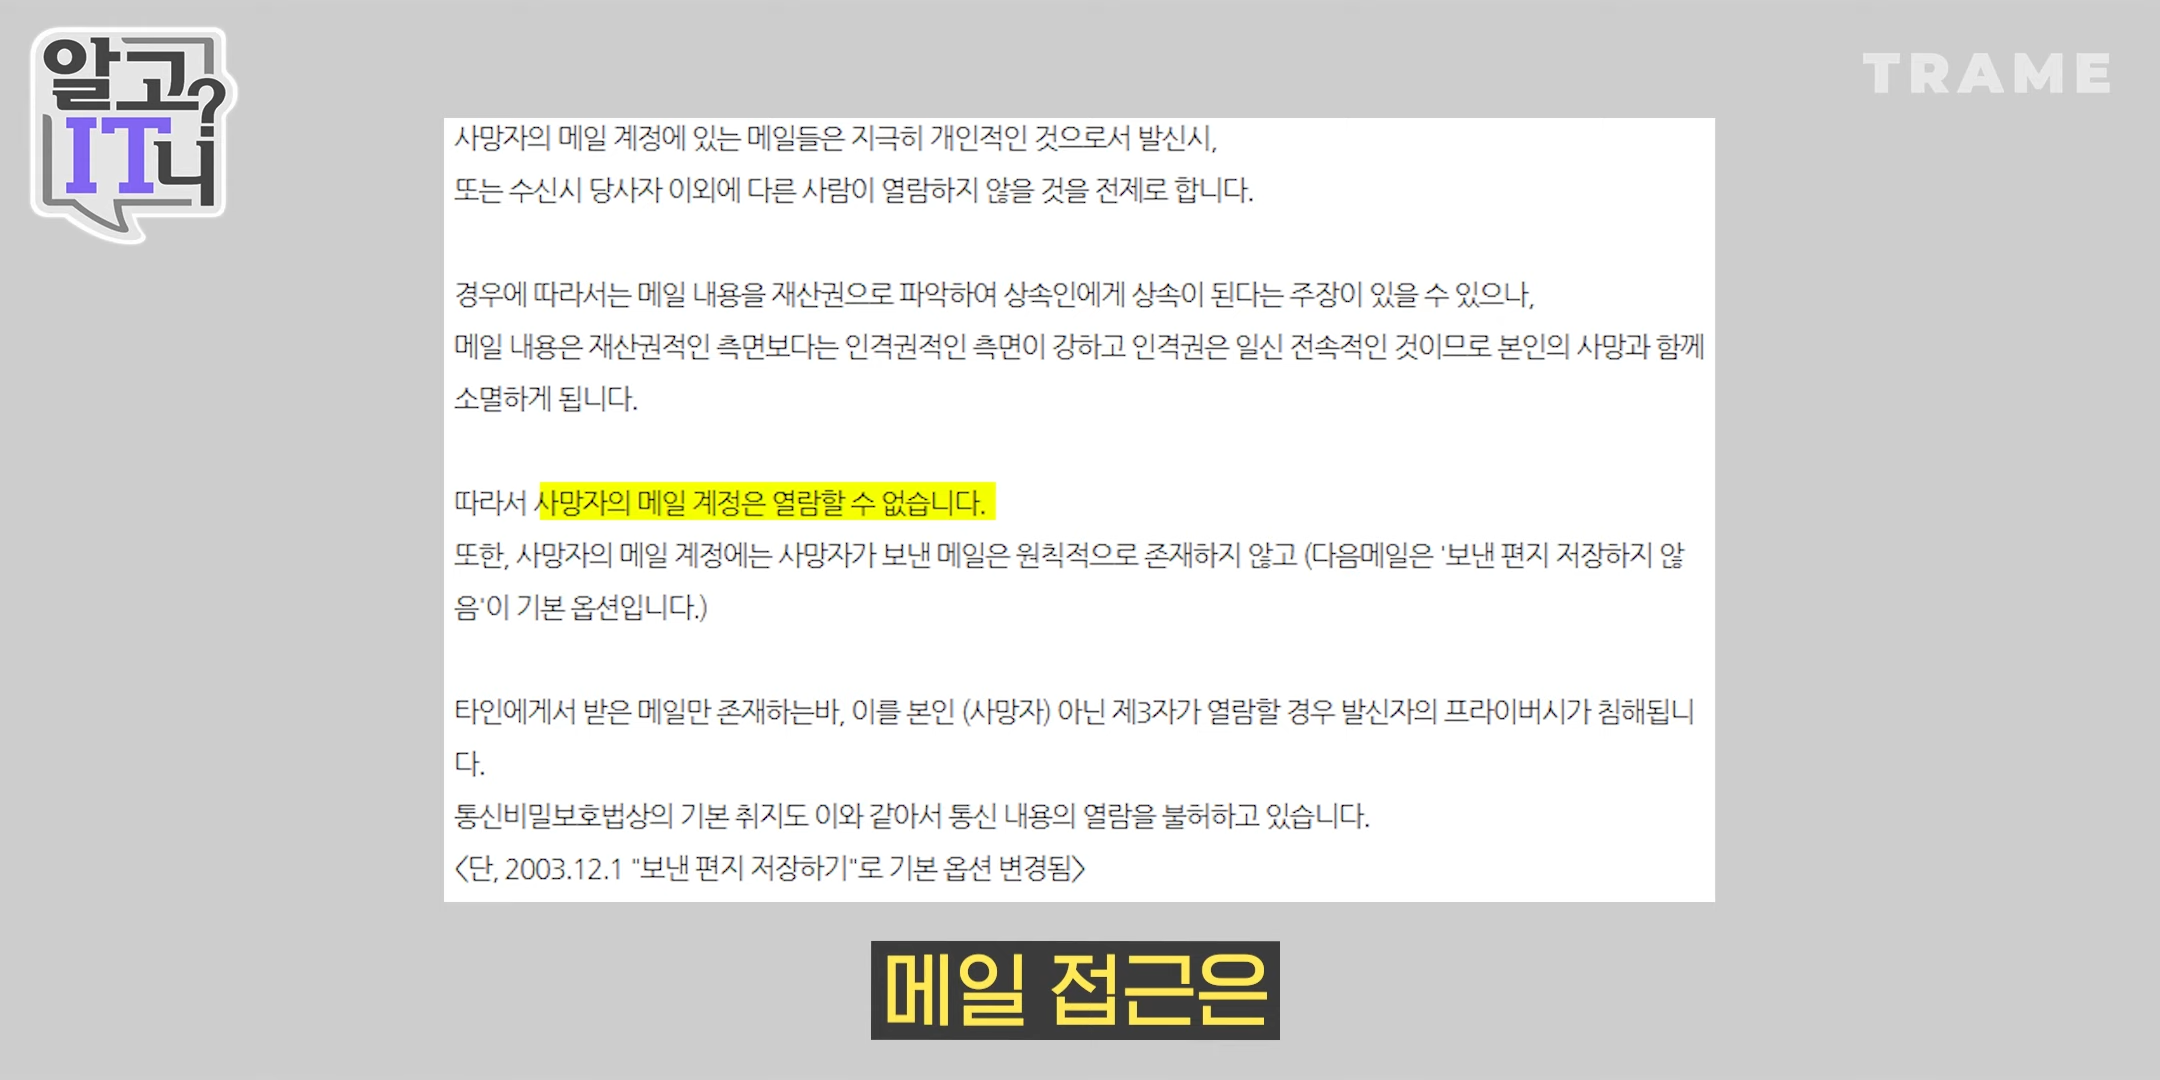 알고?
IT니
TRAME
사망자의 메일 계정에 있는 메일들은 지극히 개인적인 것으로서 발신시,
또는 수신시 당사자 이외에 다른 사람이 열람하지 않을 것을 전제로 합니다.
경우에 따라서는 메일 내용을 재산권으로 파악하여 상속인에게 상속이 된다는 주장이 있을 수 있으나,
메일 내용은 재산권적인 측면보다는 인격권적인 측면이 강하고 인격권은 일신 전속적인 것이므로 본인의 사망과 함께
소멸하게 됩니다.
따라서 사망자의 메일 계정은 열람할 수 없습니다.
또한, 사망자의 메일 계정에는 사망자가 보낸 메일은 원칙적으로 존재하지 않고 (다음메일은 '보낸 편지 저장하지 않
음'이 기본 옵션입니다.)
타인에게서 받은 메일만 존재하는바, 이를 본인 (사망자) 아닌 제3자가 열람할 경우 발신자의 프라이버시가 침해됩니
다.
통신비밀보호법상의 기본 취지도 이와 같아서 통신 내용의 열람을 불허하고 있습니다.
<단, 2003.12.1 "보낸 편지 저장하기"로 기본 옵션 변경됨>
메일 접근은